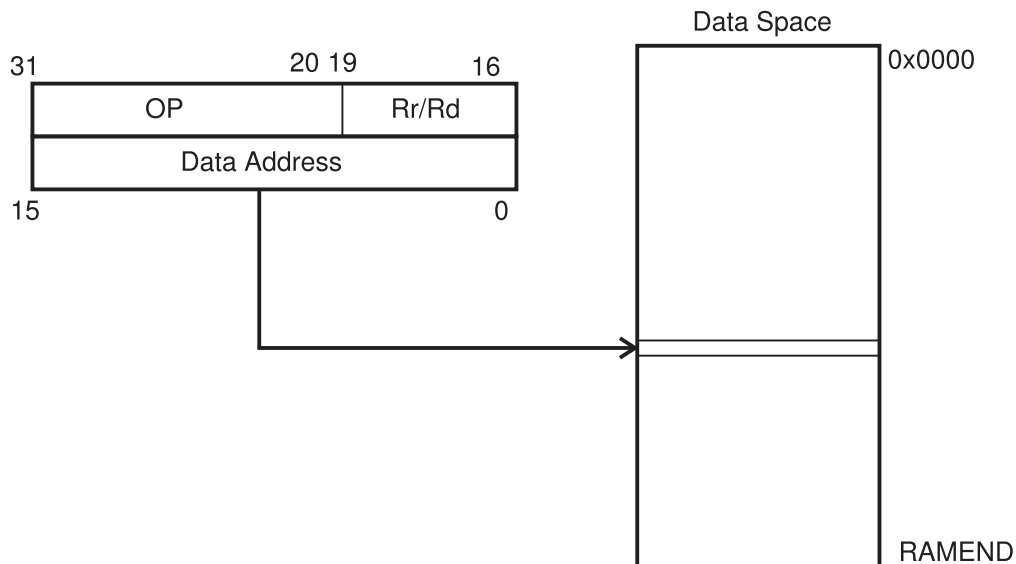 Data Space
0x0000
31 20 19 16
OP Rr/Rd
Data Address
15 0
RAMEND